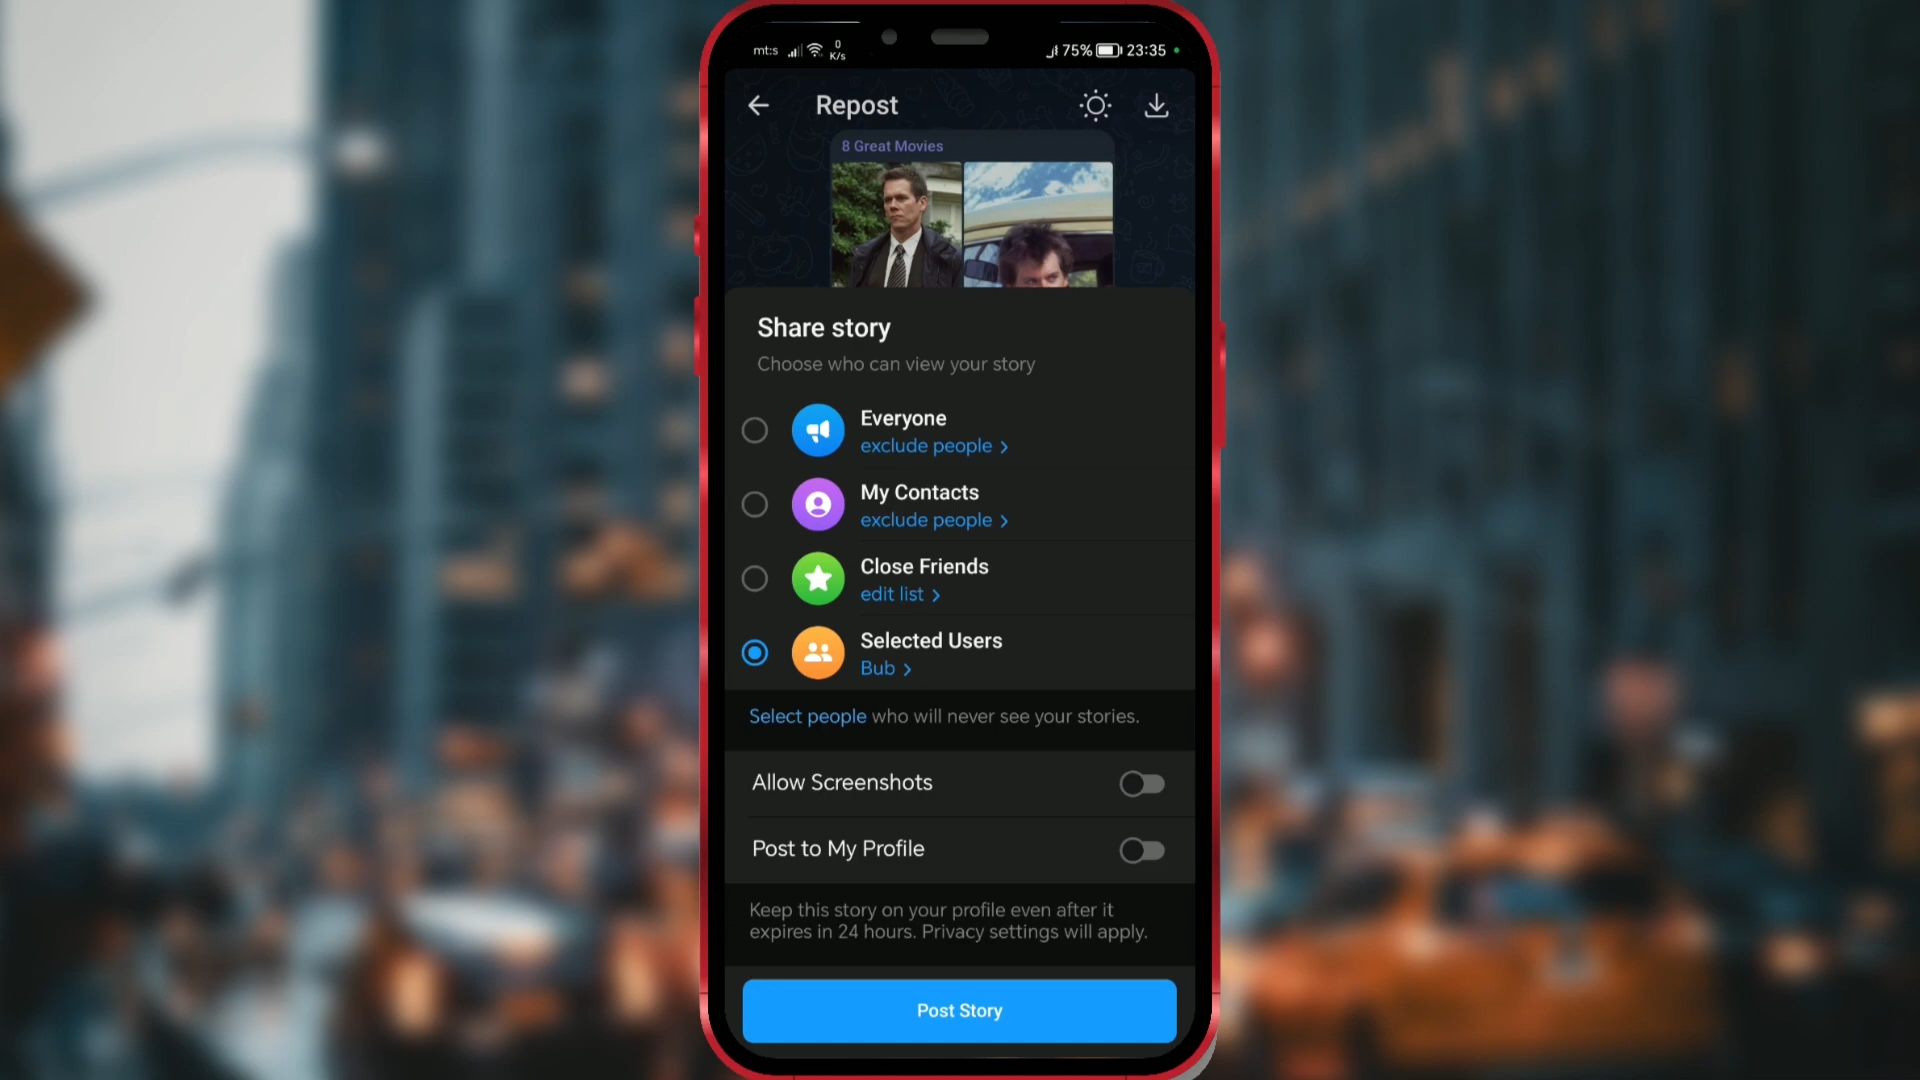 mt:s 0 K/s 75% 23:35
Repost
8 Great Movies
Share story
Choose who can view your story
Everyone
exclude people >
My Contacts
exclude people >
Close Friends
edit list >
Selected Users
Bub >
Select people who will never see your stories.
Allow Screenshots
Post to My Profile
Keep this story on your profile even after it
expires in 24 hours. Privacy settings will apply.
Post Story